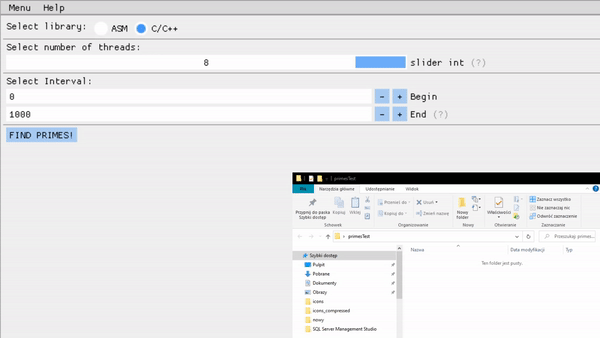 Menu Help
Select library: ASM C/C++
Select number of threads:
8 slider int (?)
Select Interval:
0 - + Begin
1000 - + End (?)
FIND PRIMES!
primesTest
Plik Narzędzia główne Udostępnianie Widok
Przypnij do paska Szybki dostęp
Kopiuj
Wklej
Przenieś do
Kopiuj do
Usuń
Zmień nazwę
Nowy folder
Właściwości
Zaznacz wszystko
Nie zaznaczaj nic
Odwróć zaznaczenie
Schowek Organizowanie Nowy Otwieranie Zaznaczanie
primesTest
Przeszukaj: primes...
Szybki dostęp
Pulpit
Pobrane
Dokumenty
Obrazy
icons
icons_compressed
nowy
SQL Server Management Studio
Nazwa Data modyfikacji Typ
Ten folder jest pusty.